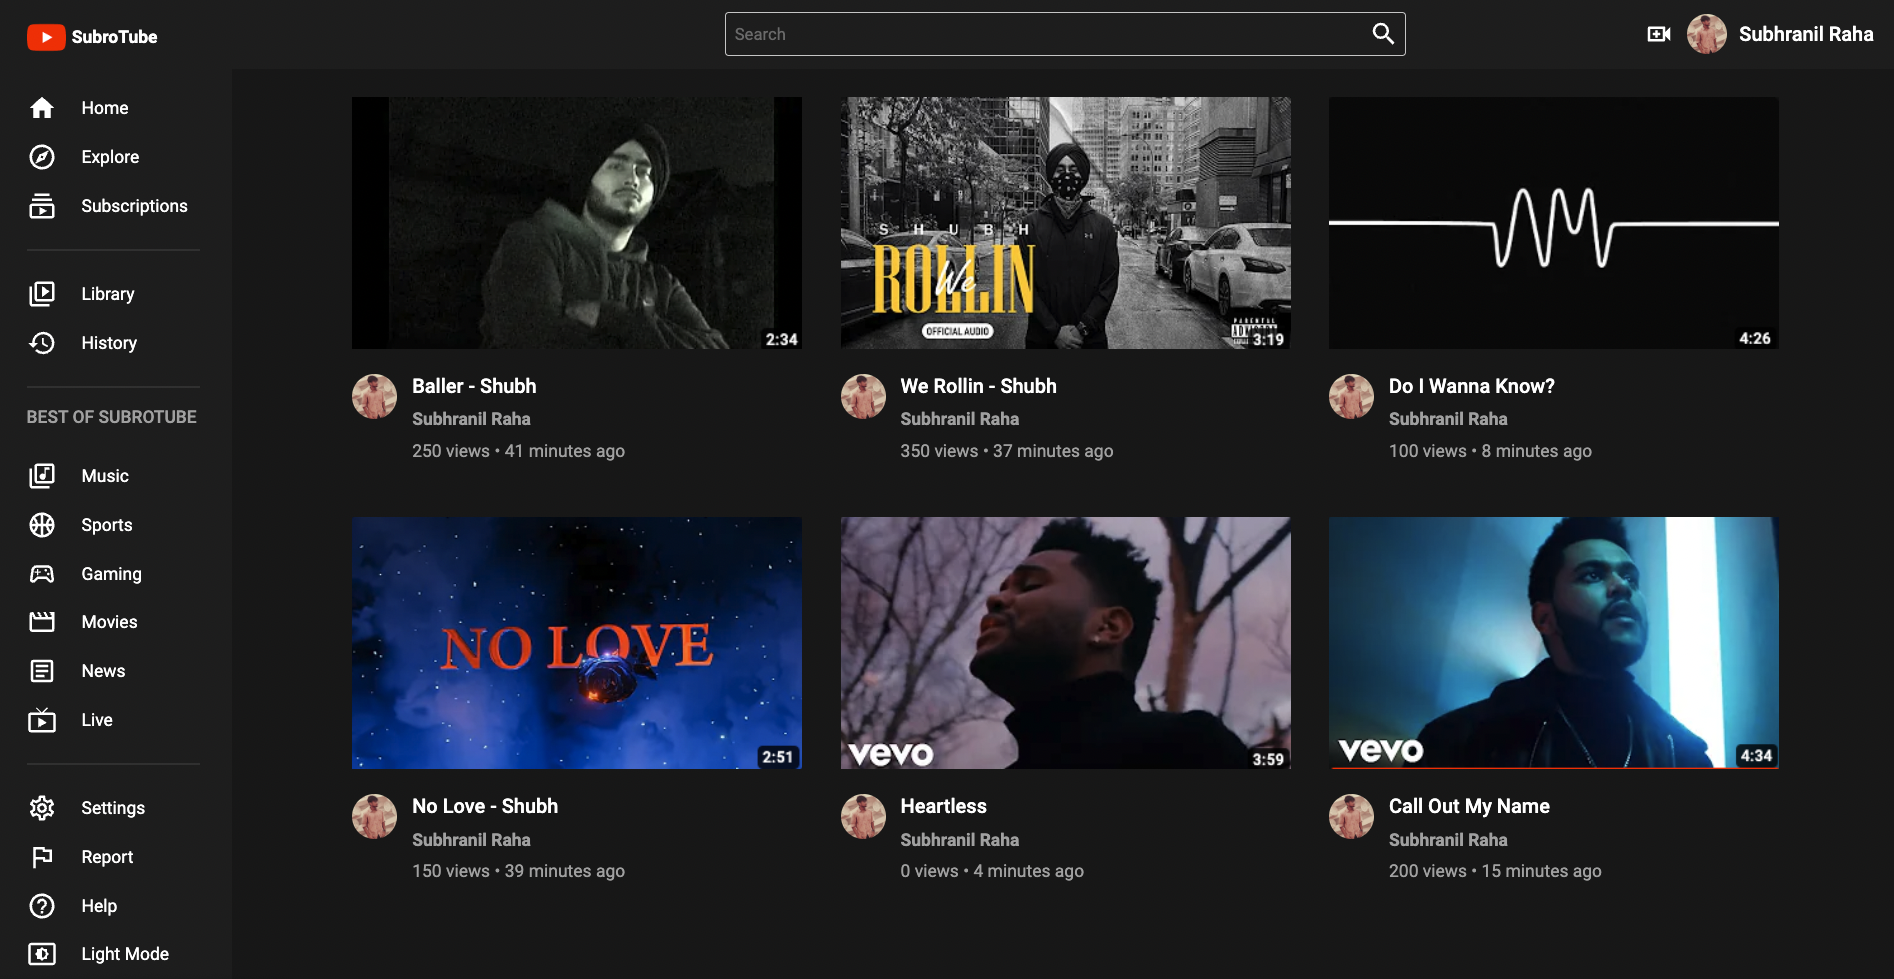 SubroTube
Search
Subhranil Raha
Home
Explore
Subscriptions
Library
History
BEST OF SUBROTUBE
Music
Sports
Gaming
Movies
News
Live
Settings
Report
Help
Light Mode
2:34
Baller - Shubh
Subhranil Raha
250 views • 41 minutes ago
SHUBH
We
ROLLIN
OFFICIAL AUDIO
PARENTAL
3:19
We Rollin - Shubh
Subhranil Raha
350 views • 37 minutes ago
4:26
Do I Wanna Know?
Subhranil Raha
100 views • 8 minutes ago
NO LOVE
2:51
No Love - Shubh
Subhranil Raha
150 views • 39 minutes ago
vevo
3:59
Heartless
Subhranil Raha
0 views • 4 minutes ago
vevo
4:34
Call Out My Name
Subhranil Raha
200 views • 15 minutes ago